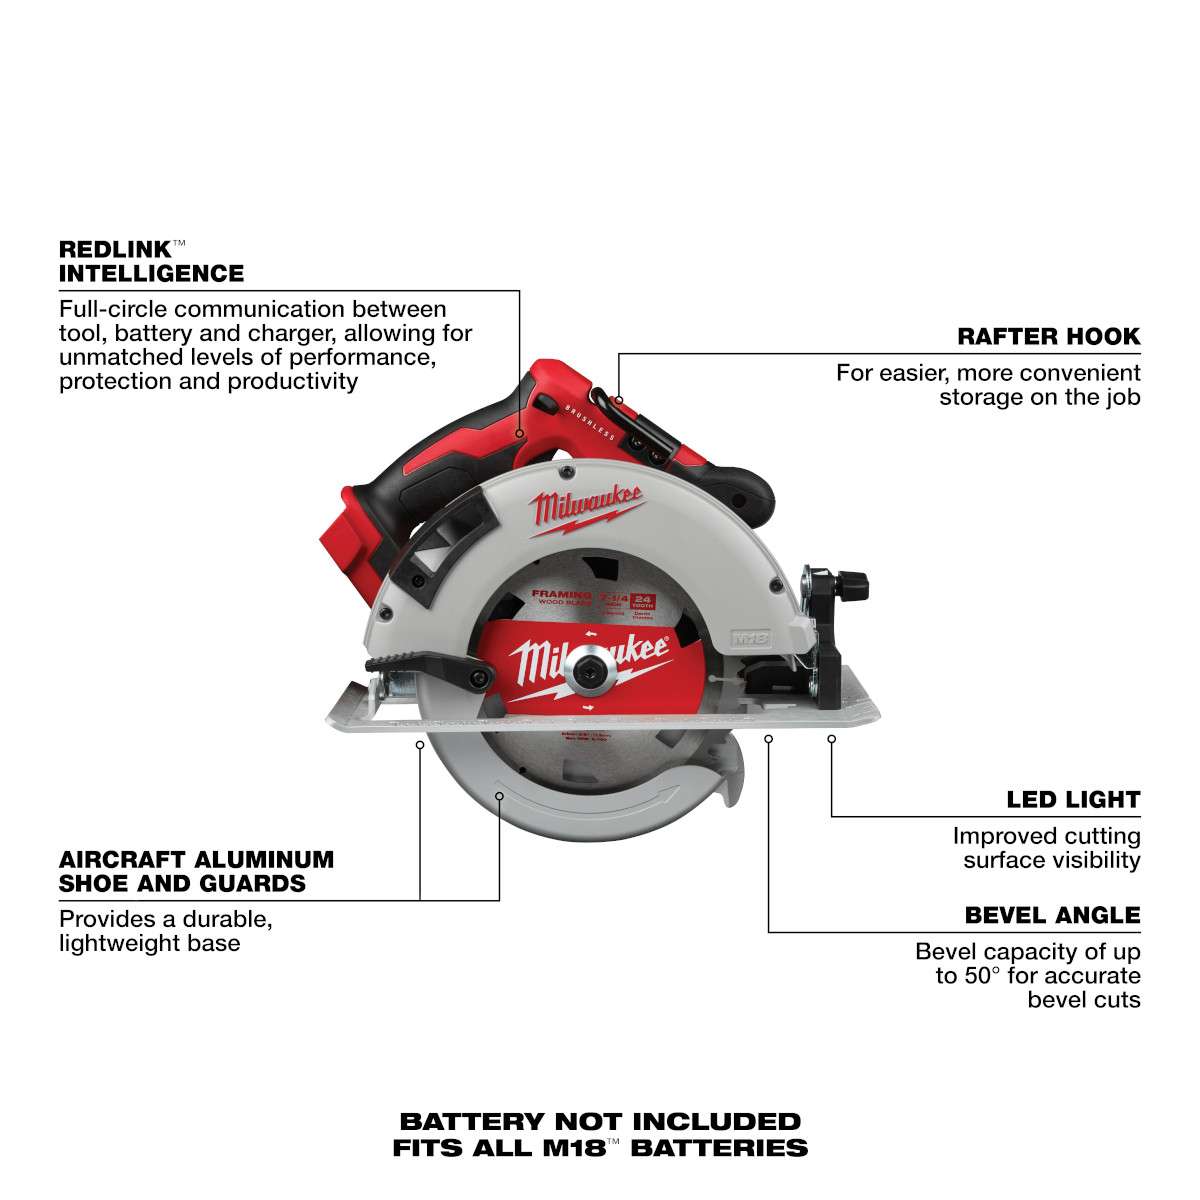 REDLINK™
INTELLIGENCE
Full-circle communication between
tool, battery and charger, allowing for
unmatched levels of performance,
protection and productivity
RAFTER HOOK
For easier, more convenient
storage on the job
BRUSHLESS
Milwaukee
FRAMING
WOOD BLADE
7-1/4
24
TOOTH
M18
Milwaukee®
LED LIGHT
Improved cutting
surface visibility
AIRCRAFT ALUMINUM
SHOE AND GUARDS
Provides a durable,
lightweight base
BEVEL ANGLE
Bevel capacity of up
to 50° for accurate
bevel cuts
BATTERY NOT INCLUDED
FITS ALL M18™ BATTERIES